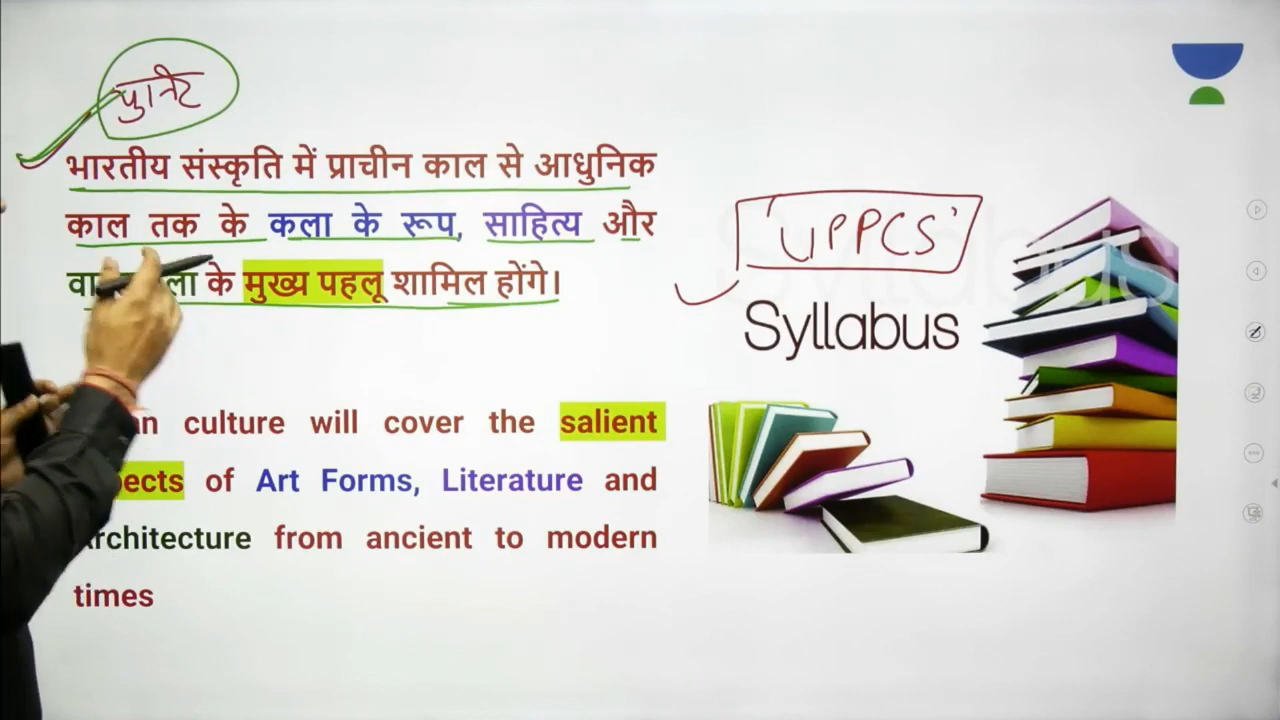 भारतीय संस्कृति में प्राचीन काल से आधुनिक
काल तक के कला के रूप, साहित्य और
के मुख्य पहलू शामिल होंगे।
culture will cover the salient
of Art Forms, Literature and
Architecture from ancient to modern
times
UPPCS
Syllabus